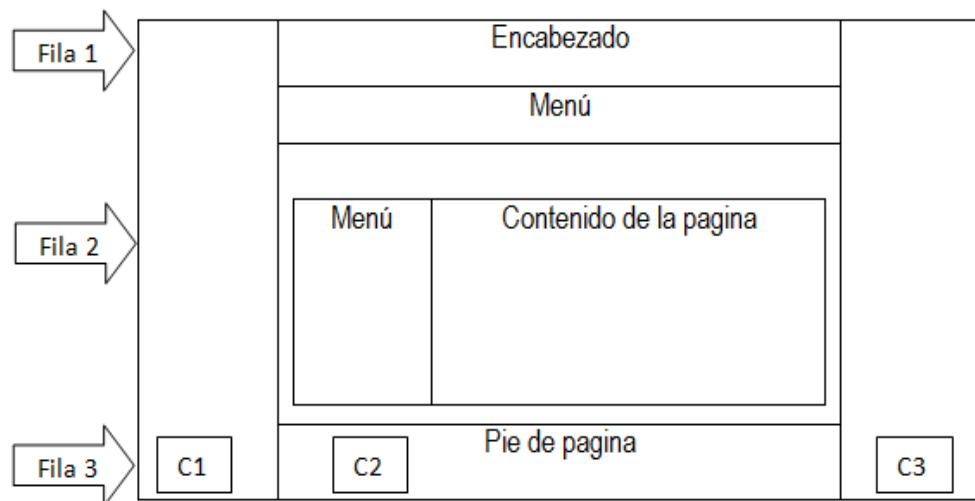 Fila 1
Encabezado
Menú
Fila 2
Menú
Contenido de la pagina
Fila 3
C1
C2
Pie de pagina
C3